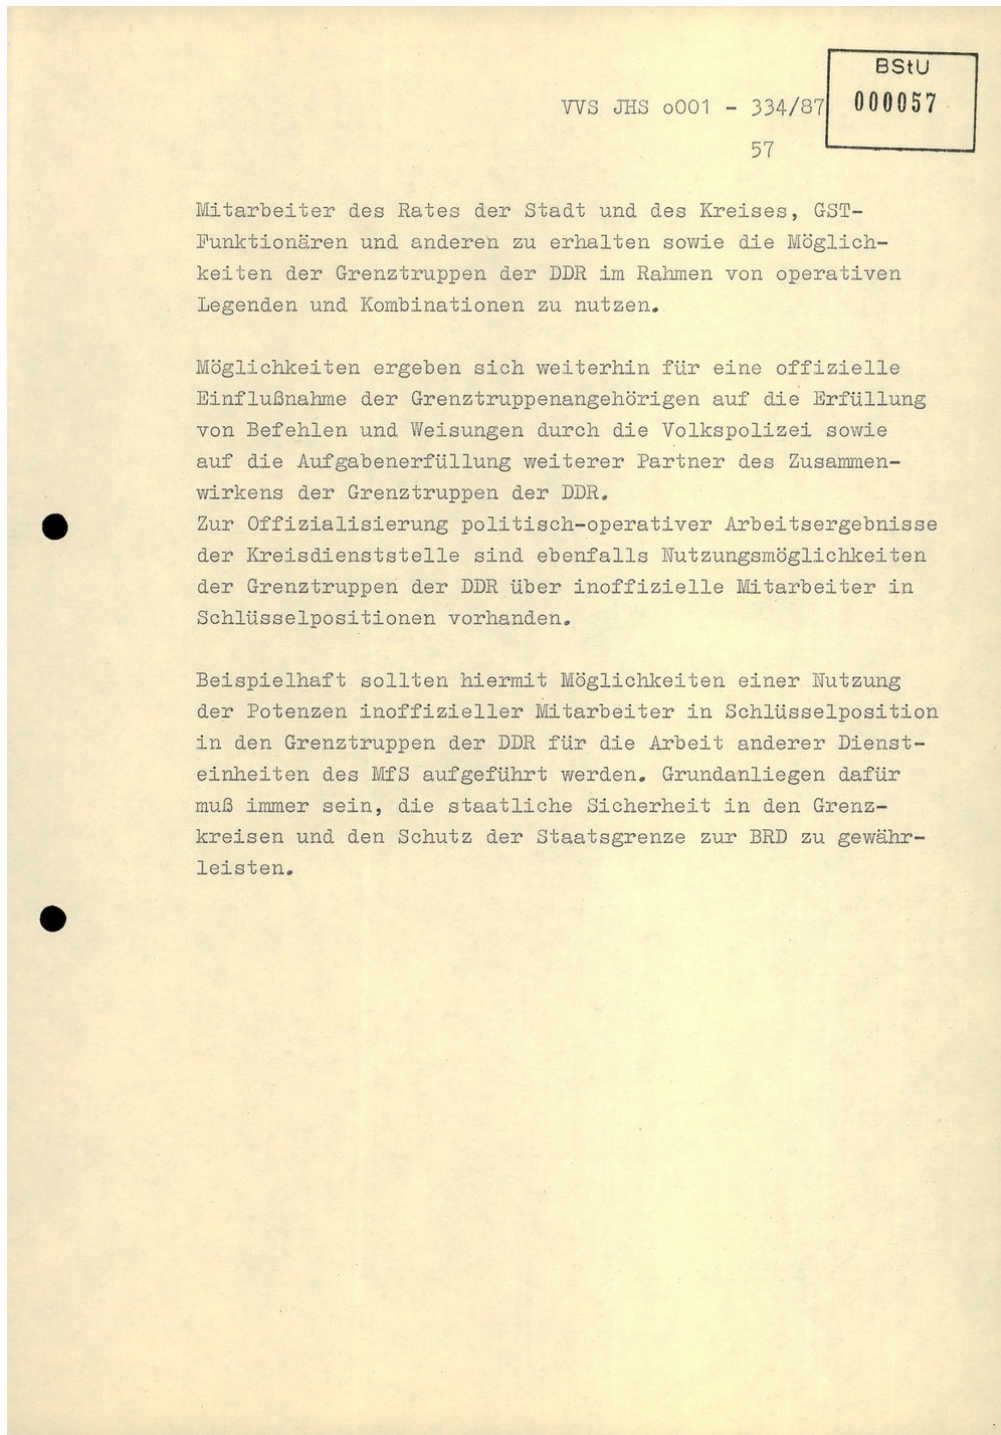 BStU
000057
VVS JHS o001 - 334/87
57
Mitarbeiter des Rates der Stadt und des Kreises, GST-
Funktionären und anderen zu erhalten sowie die Möglich-
keiten der Grenztruppen der DDR im Rahmen von operativen
Legenden und Kombinationen zu nutzen.
Möglichkeiten ergeben sich weiterhin für eine offizielle
Einflußnahme der Grenztruppenangehörigen auf die Erfüllung
von Befehlen und Weisungen durch die Volkspolizei sowie
auf die Aufgabenerfüllung weiterer Partner des Zusammen-
wirkens der Grenztruppen der DDR.
Zur Offizialisierung politisch-operativer Arbeitsergebnisse
der Kreisdienststelle sind ebenfalls Nutzungsmöglichkeiten
der Grenztruppen der DDR über inoffizielle Mitarbeiter in
Schlüsselpositionen vorhanden.
Beispielhaft sollten hiermit Möglichkeiten einer Nutzung
der Potenzen inoffizieller Mitarbeiter in Schlüsselposition
in den Grenztruppen der DDR für die Arbeit anderer Dienst-
einheiten des MfS aufgeführt werden. Grundanliegen dafür
muß immer sein, die staatliche Sicherheit in den Grenz-
kreisen und den Schutz der Staatsgrenze zur BRD zu gewähr-
leisten.